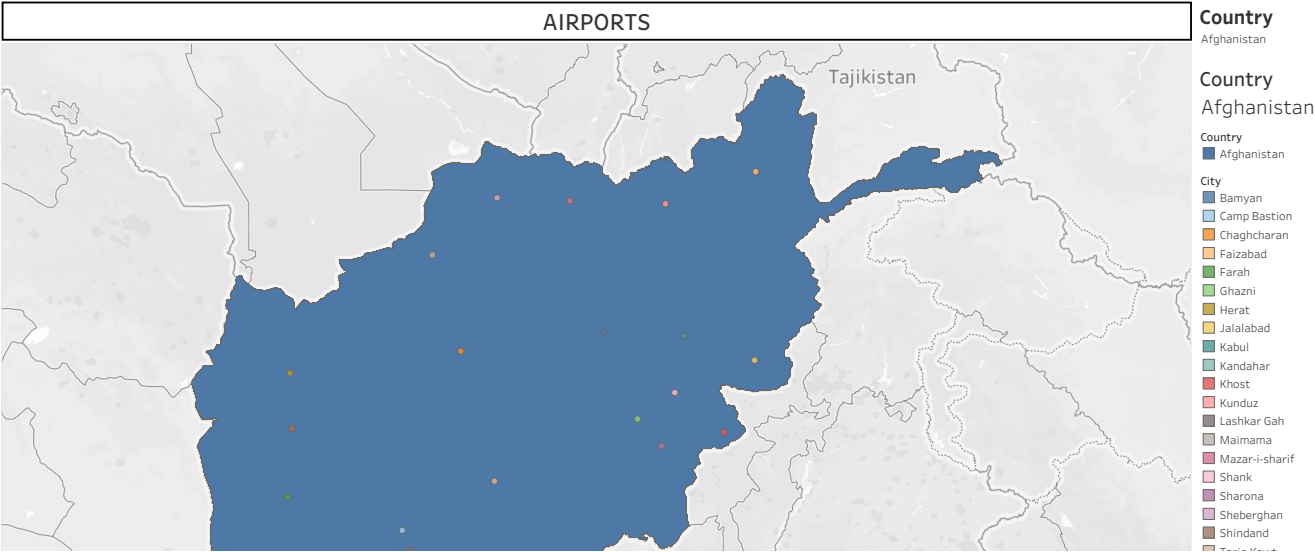 AIRPORTS
Tajikistan
Country
Afghanistan
Country
Afghanistan
Country
Afghanistan
City
Bamyan
Camp Bastion
Chaghcharan
Faizabad
Farah
Ghazni
Herat
Jalalabad
Kabul
Kandahar
Khost
Kunduz
Lashkar Gah
Maimama
Mazar-i-sharif
Shank
Sharona
Sheberghan
Shindand